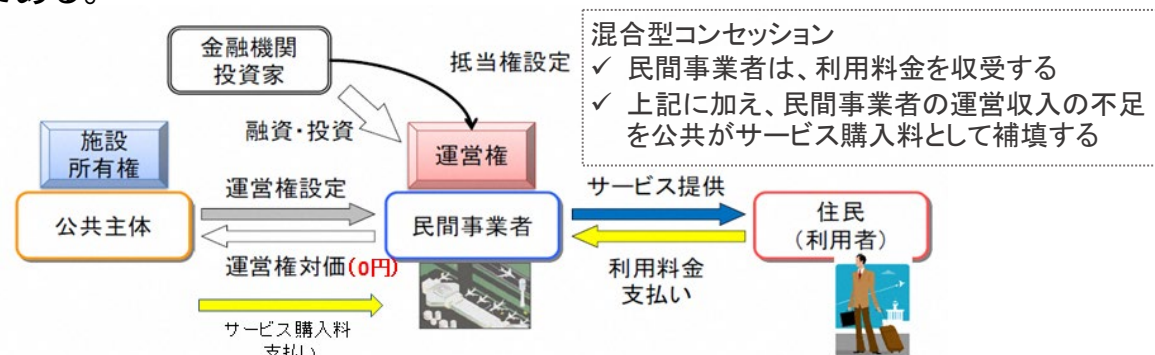 である。
金融機関
投資家
抵当権設定
混合型コンセッション
✓ 民間事業者は、利用料金を収受する
✓ 上記に加え、民間事業者の運営収入の不足
を公共がサービス購入料として補填する
融資・投資
施設
所有権
運営権
運営権設定
サービス提供
公共主体
民間事業者
住民
(利用者)
運営権対価(0円)
利用料金
支払い
サービス購入料
支払い